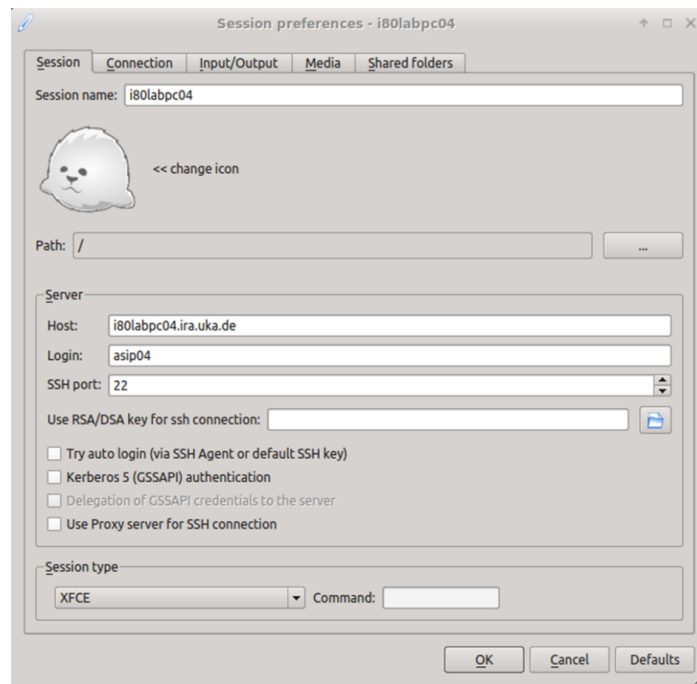 Session preferences - i80labpc04
Session Connection Input/Output Media Shared folders
Session name: i80labpc04
<< change icon
Path: / ...
Server
Host: i80labpc04.ira.uka.de
Login: asip04
SSH port: 22
Use RSA/DSA key for ssh connection:
Try auto login (via SSH Agent or default SSH key)
Kerberos 5 (GSSAPI) authentication
Delegation of GSSAPI credentials to the server
Use Proxy server for SSH connection
Session type
XFCE Command:
OK Cancel Defaults